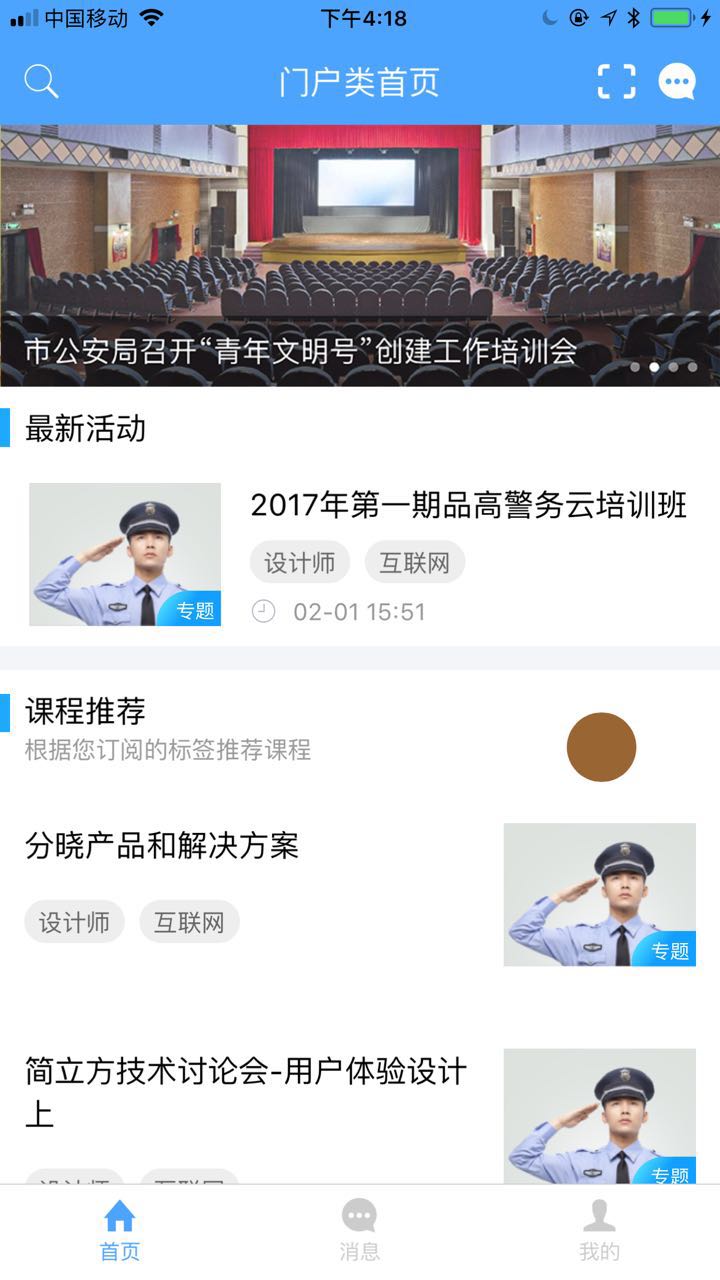 中国移动
下午4:18
门户类首页
市公安局召开“青年文明号”创建工作培训会
最新活动
2017年第一期品高警务云培训班
设计师 互联网
专题
02-01 15:51
课程推荐
根据您订阅的标签推荐课程
分晓产品和解决方案
设计师 互联网
专题
简立方技术讨论会-用户体验设计
上
专题
设计师 互联网
首页 消息 我的